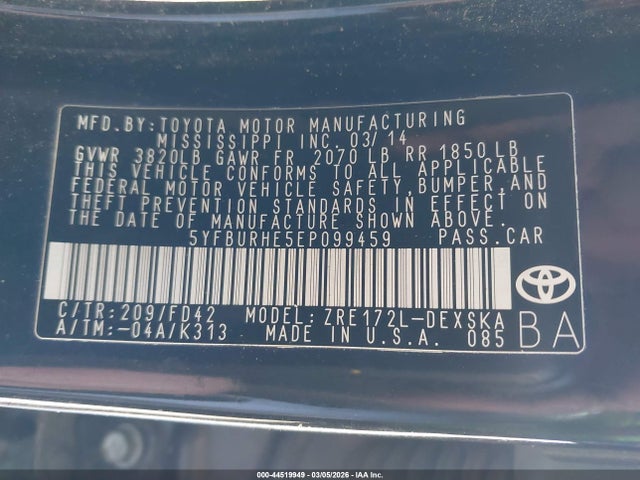 MFD.BY:TOYOTA MOTOR MANUFACTURING
MISSISSIPPI INC. 03/14
GVWR 3820LB GAWR FR 2070 LB RR 1850 LB
THIS VEHICLE CONFORMS TO ALL APPLICABLE
FEDERAL MOTOR VEHICLE SAFETY,BUMPER,AND
THEFT PREVENTION STANDARDS IN EFFECT ON
THE DATE OF MANUFACTURE SHOWN ABOVE.
5YFBURHE5EP099459 PASS.CAR
C/TR:209/FD42 MODEL:ZRE172L-DEXSKA
A/TM:-04A/K313 MADE IN U.S.A. 085
BA
000-44519949 | 03/05/2026 — IAA Inc.